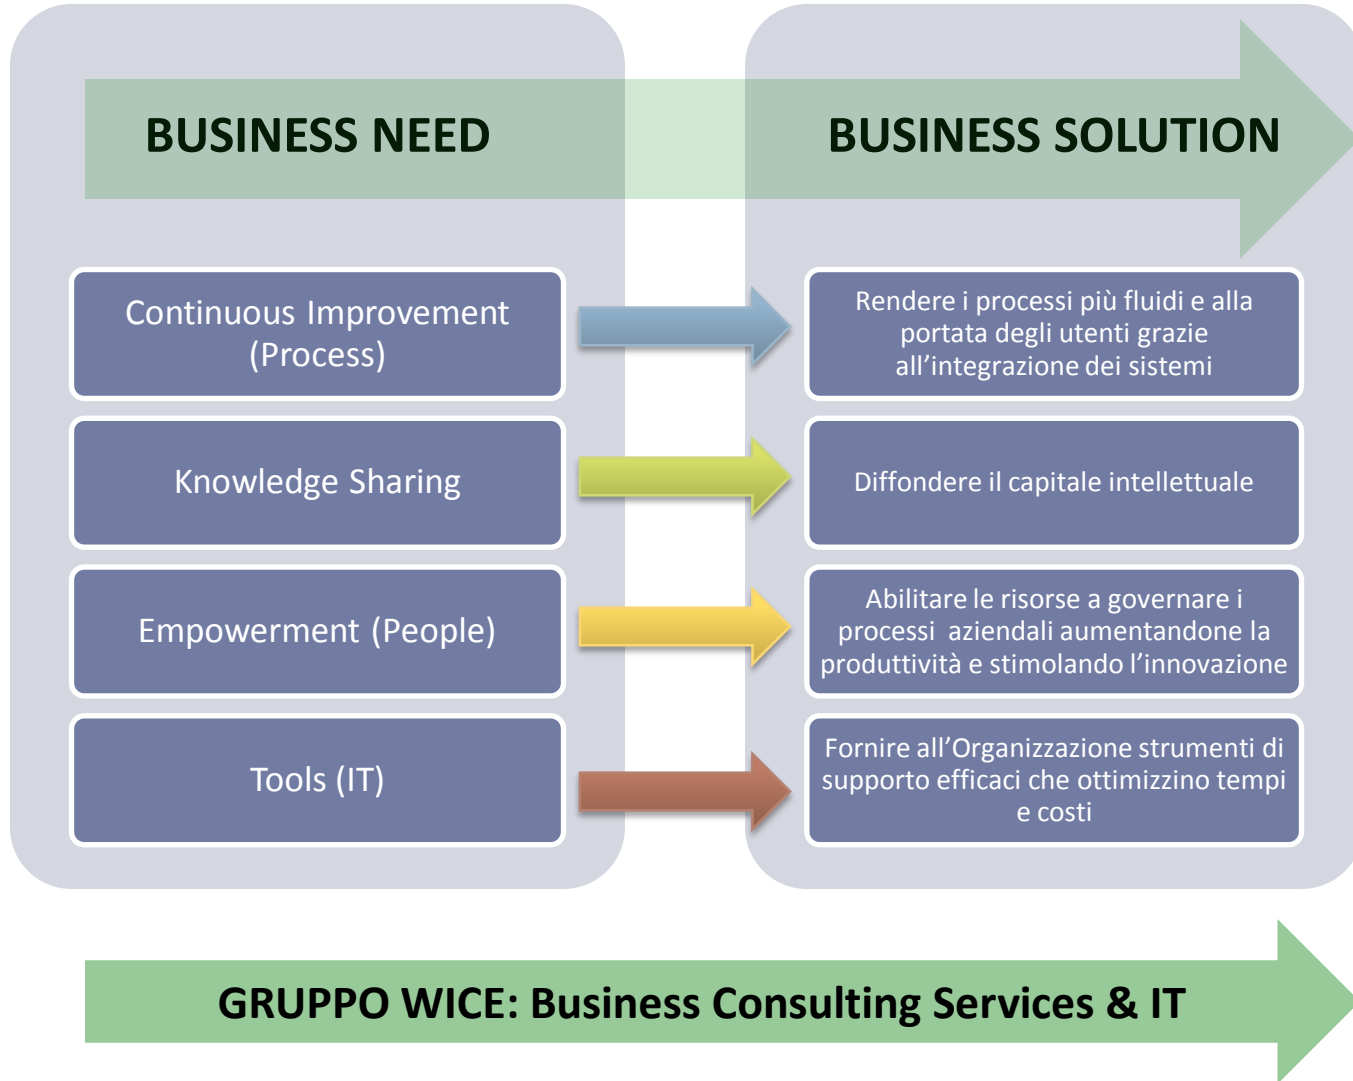 BUSINESS NEED
BUSINESS SOLUTION
Continuous Improvement
(Process)
Rendere i processi più fluidi e alla
portata degli utenti grazie
all’integrazione dei sistemi
Knowledge Sharing
Diffondere il capitale intellettuale
Empowerment (People)
Abilitare le risorse a governare i
processi aziendali aumentandone la
produttività e stimolando l’innovazione
Tools (IT)
Fornire all’Organizzazione strumenti di
supporto efficaci che ottimizzino tempi
e costi
GRUPPO WICE: Business Consulting Services & IT